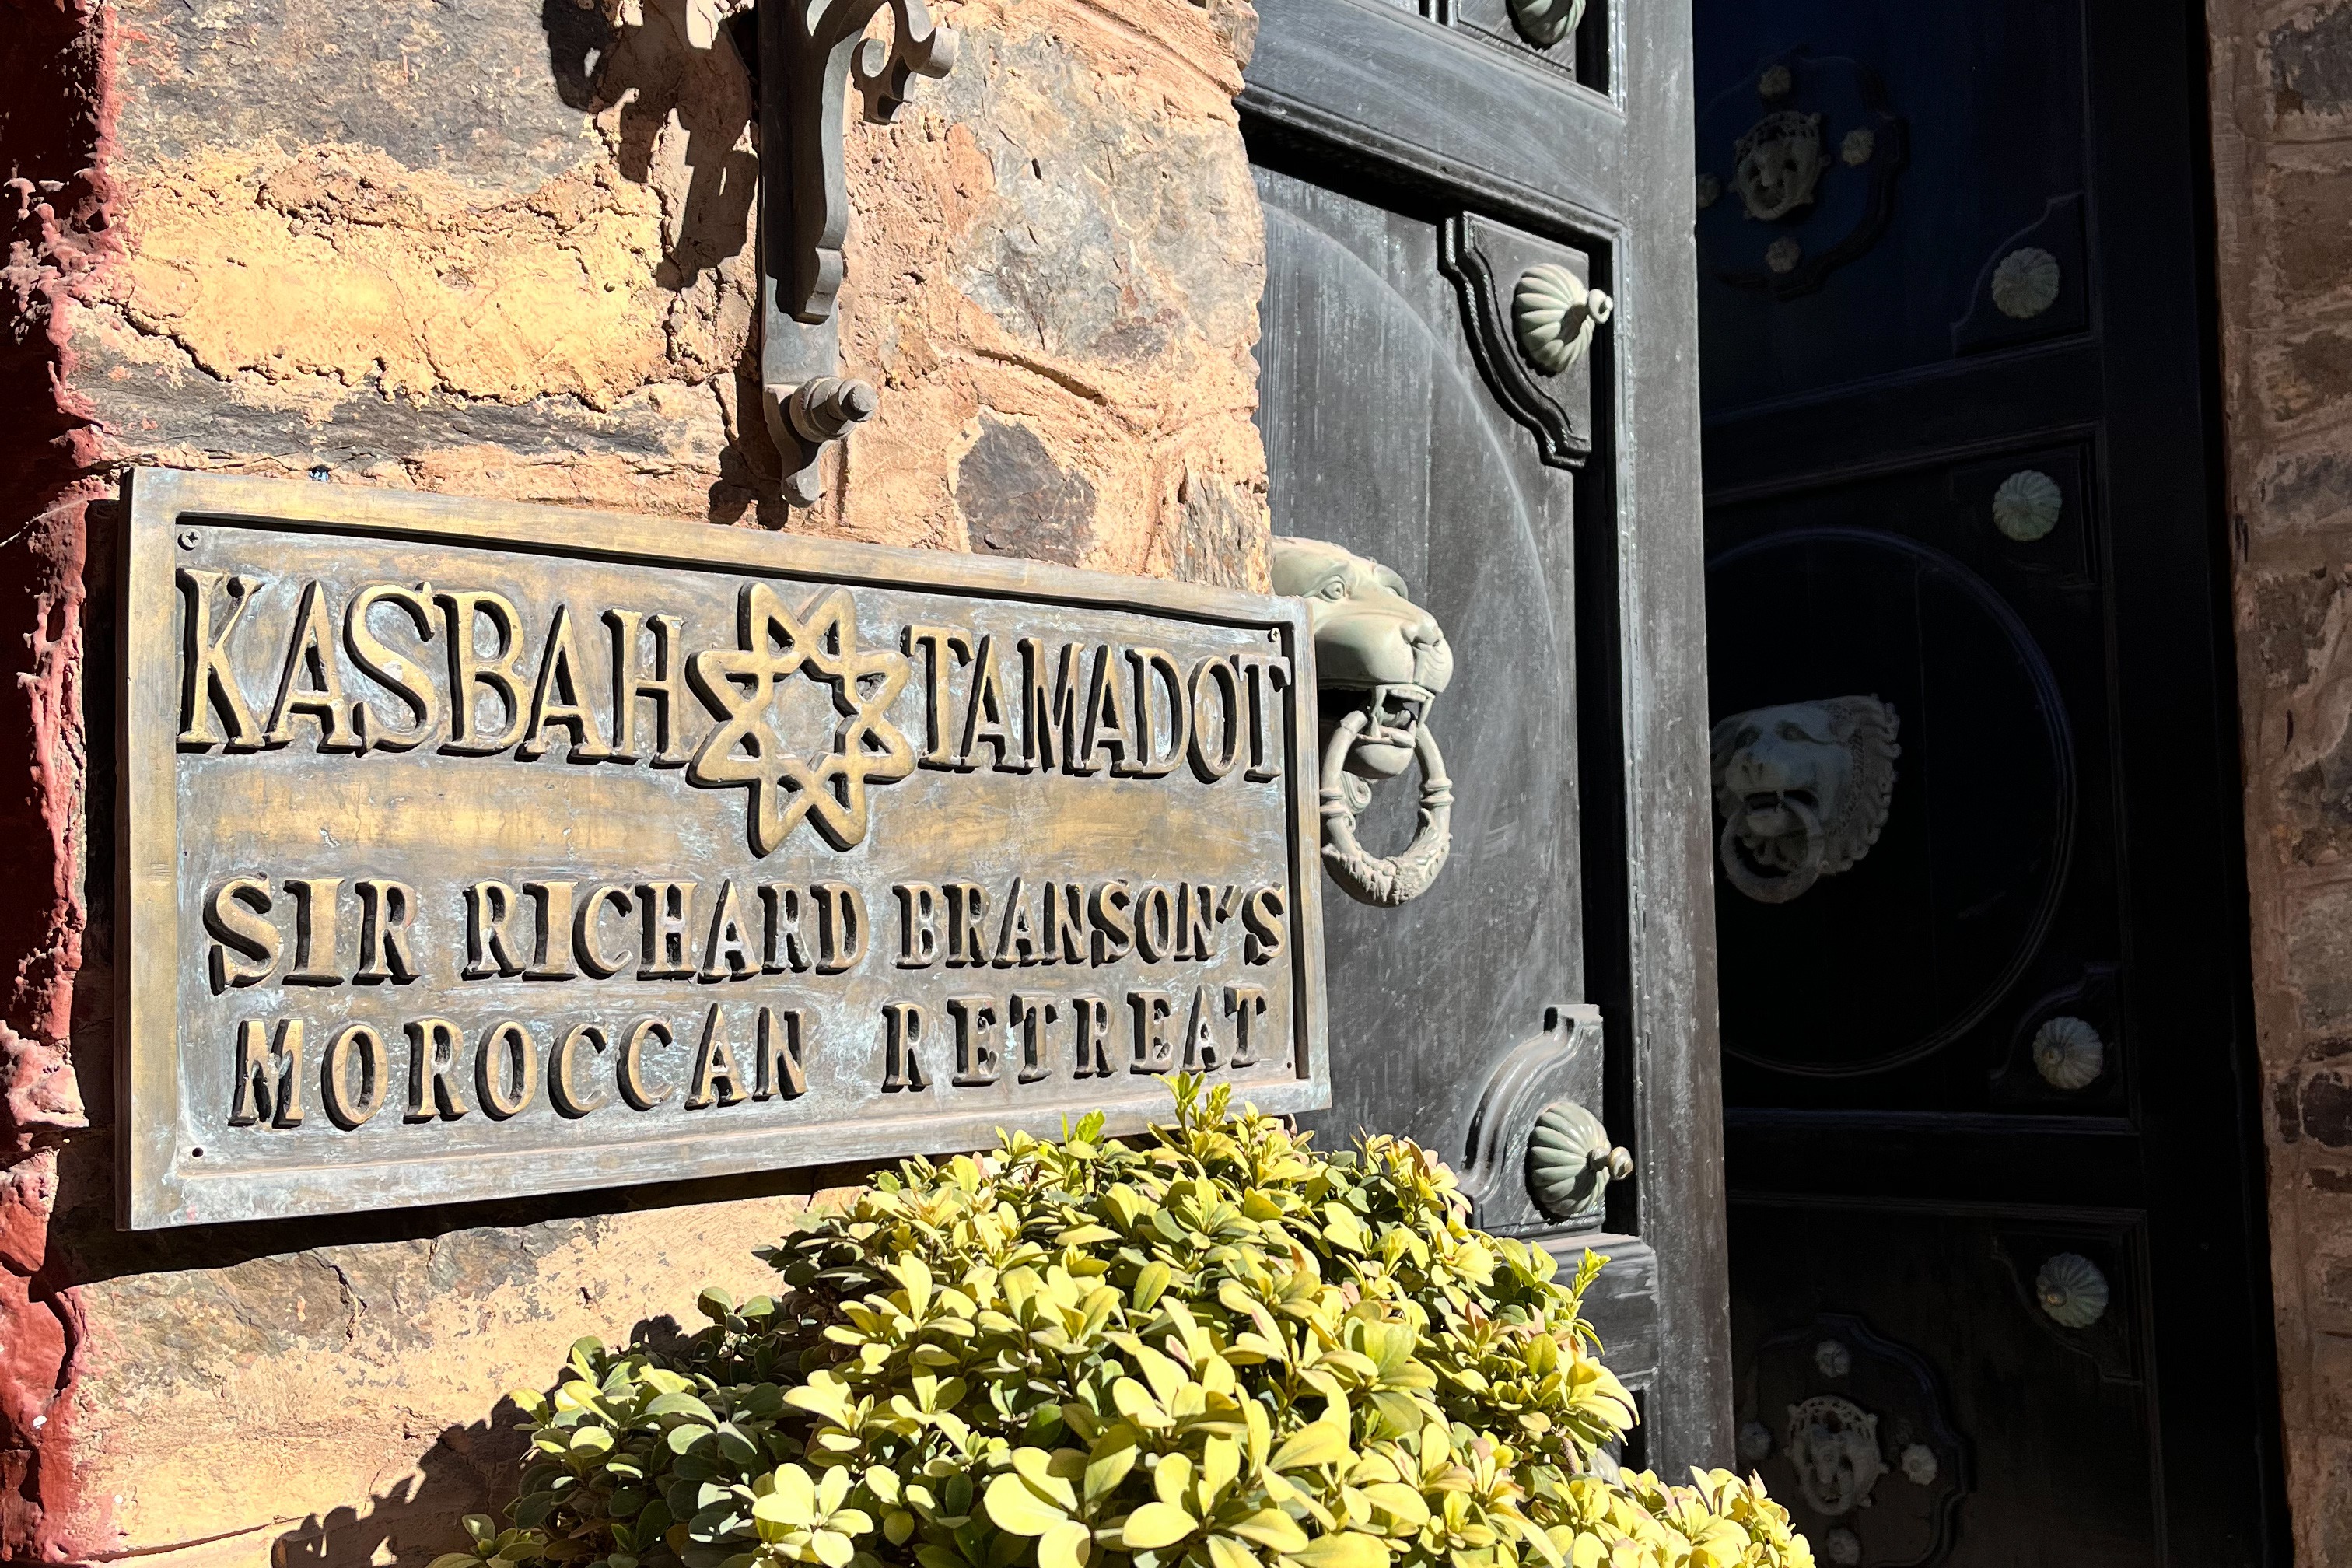 KASBAH TAMADOT
SIR RICHARD BRANSON'S
MOROCCAN RETREAT